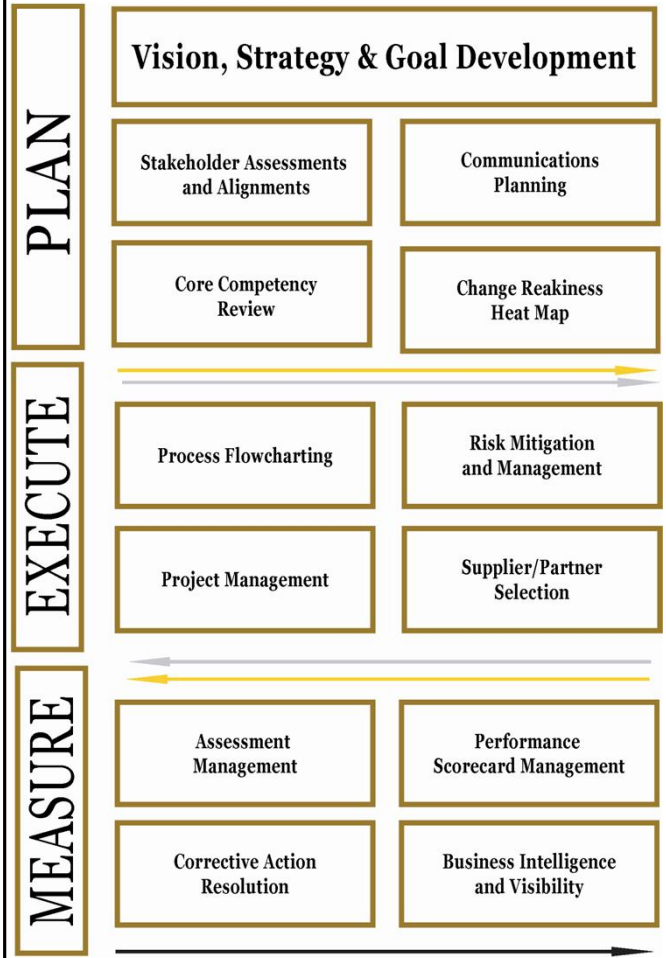 PLAN
Vision, Strategy & Goal Development
Stakeholder Assessments
and Alignments
Communications
Planning
Core Competency
Review
Change Reakiness
Heat Map
EXECUTE
Process Flowcharting
Risk Mitigation
and Management
Project Management
Supplier/Partner
Selection
MEASURE
Assessment
Management
Performance
Scorecard Management
Corrective Action
Resolution
Business Intelligence
and Visibility